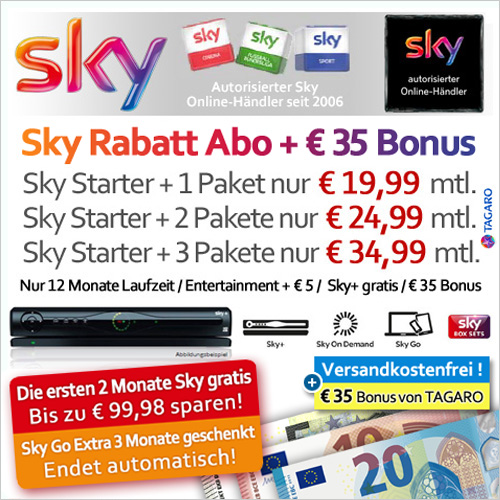 sky
sky
CINEMA
sky
FUSSBALL
BUNDESLIGA
sky
SPORT
Autorisierter Sky
Online-Händler seit 2006
sky
autorisierter
Online-Händler
Sky Rabatt Abo + € 35 Bonus
Sky Starter + 1 Paket nur € 19,99 mtl.
Sky Starter + 2 Pakete nur € 24,99 mtl.
Sky Starter + 3 Pakete nur € 34,99 mtl.
TAGARO
Nur 12 Monate Laufzeit / Entertainment + € 5 / Sky+ gratis / € 35 Bonus
sky+
Abbildungsbeispiel
Sky+
Sky On Demand
Sky Go
sky
BOX SETS
Die ersten 2 Monate Sky gratis
Bis zu € 99,98 sparen!
Sky Go Extra 3 Monate geschenkt
Endet automatisch!
+
Versandkostenfrei !
€ 35 Bonus von TAGARO
5
10
20